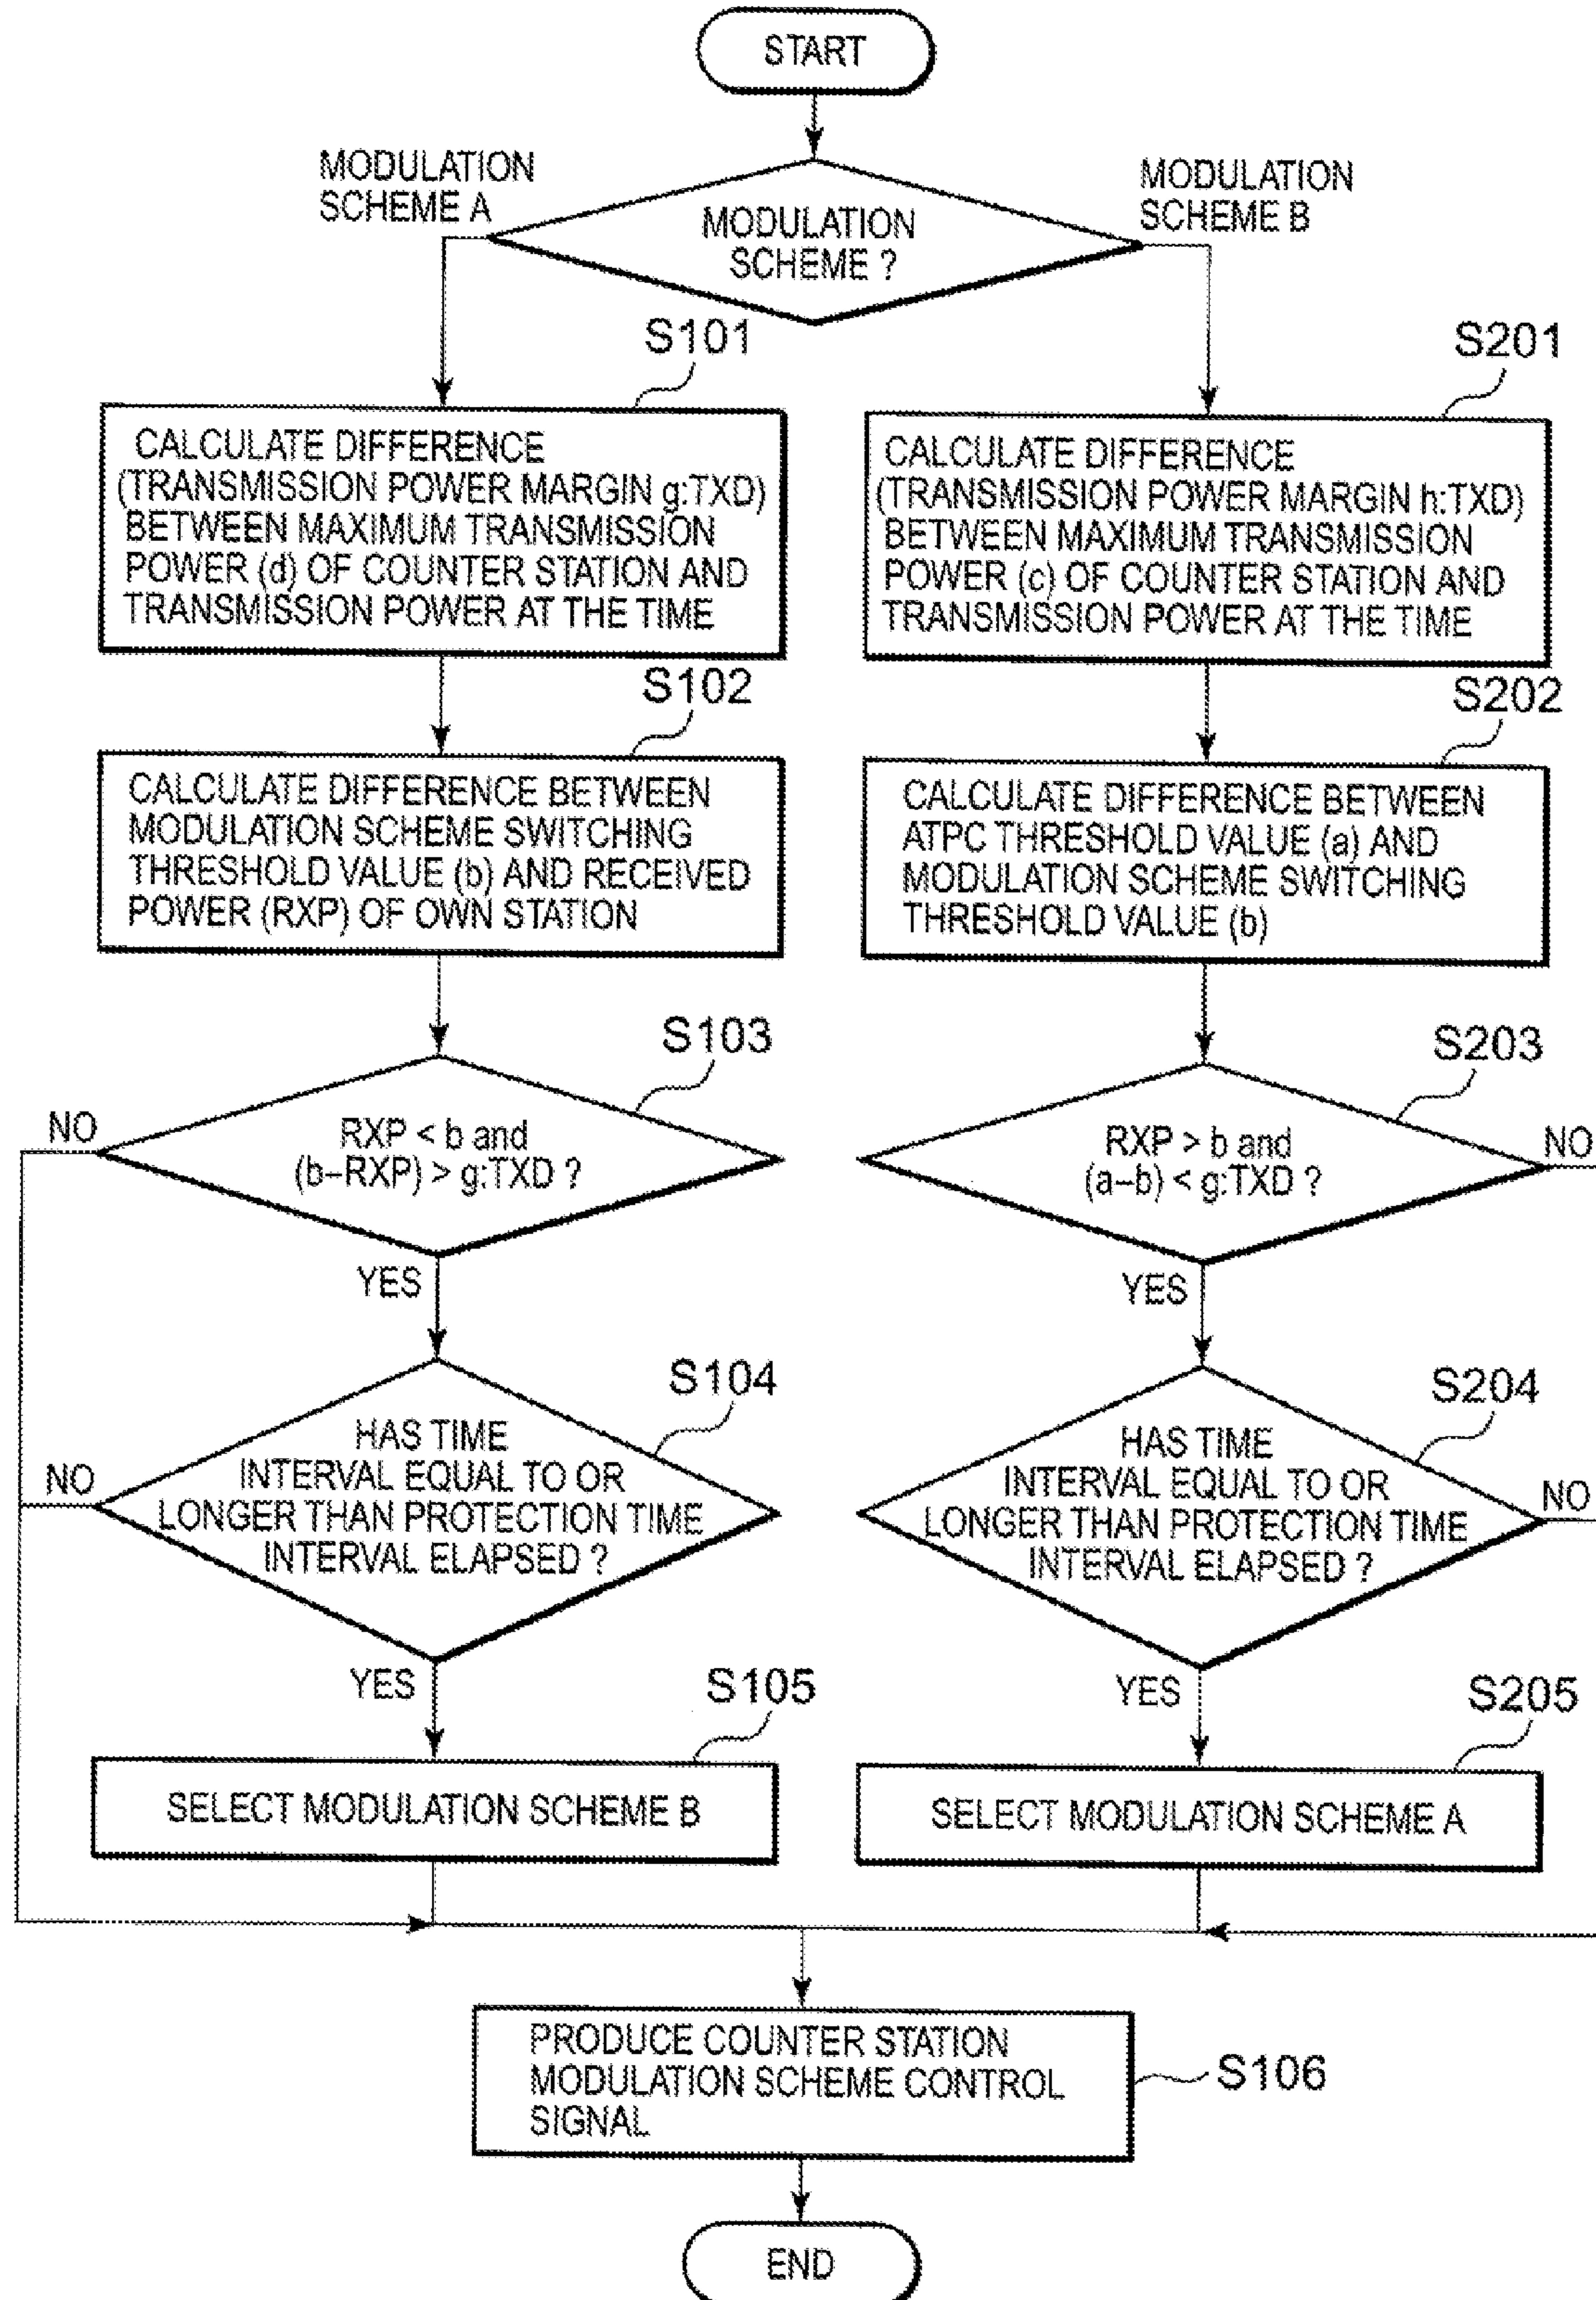 START
MODULATION
SCHEME A
MODULATION
SCHEME B
MODULATION
SCHEME ?
S101
CALCULATE DIFFERENCE
(TRANSMISSION POWER MARGIN g:TXD)
BETWEEN MAXIMUM TRANSMISSION
POWER (d) OF COUNTER STATION AND
TRANSMISSION POWER AT THE TIME
S201
CALCULATE DIFFERENCE
(TRANSMISSION POWER MARGIN h:TXD)
BETWEEN MAXIMUM TRANSMISSION
POWER (c) OF COUNTER STATION AND
TRANSMISSION POWER AT THE TIME
S102
CALCULATE DIFFERENCE BETWEEN
MODULATION SCHEME SWITCHING
THRESHOLD VALUE (b) AND RECEIVED
POWER (RXP) OF OWN STATION
S202
CALCULATE DIFFERENCE BETWEEN
ATPC THRESHOLD VALUE (a) AND
MODULATION SCHEME SWITCHING
THRESHOLD VALUE (b)
S103
NO
RXP < b and
(b–RXP) > g:TXD ?
YES
S203
NO
RXP > b and
(a–b) < g:TXD ?
YES
S104
NO
HAS TIME
INTERVAL EQUAL TO OR
LONGER THAN PROTECTION TIME
INTERVAL ELAPSED ?
YES
S204
NO
HAS TIME
INTERVAL EQUAL TO OR
LONGER THAN PROTECTION TIME
INTERVAL ELAPSED ?
YES
S105
SELECT MODULATION SCHEME B
S205
SELECT MODULATION SCHEME A
PRODUCE COUNTER STATION
MODULATION SCHEME CONTROL
SIGNAL
S106
END